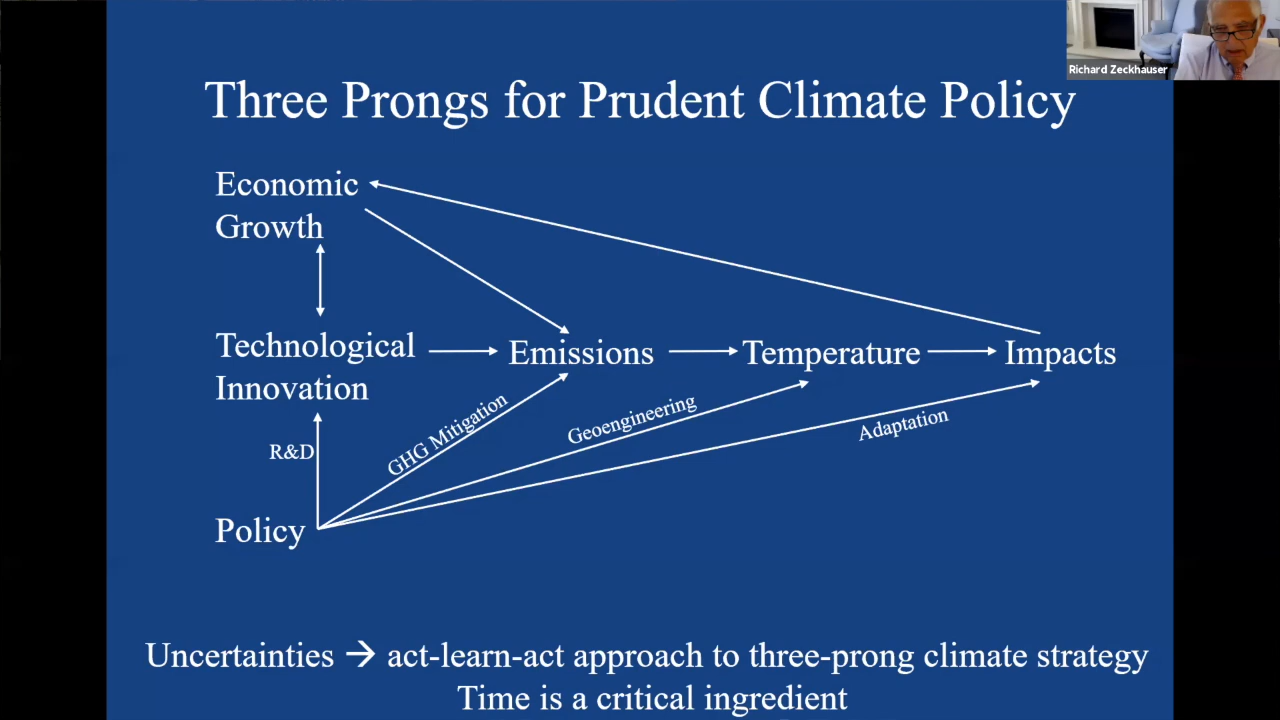 Richard Zeckhauser
Three Prongs for Prudent Climate Policy
Economic
Growth
Technological
Innovation
Emissions
Temperature
Impacts
R&D
GHG Mitigation
Geoengineering
Adaptation
Policy
Uncertainties → act-learn-act approach to three-prong climate strategy
Time is a critical ingredient